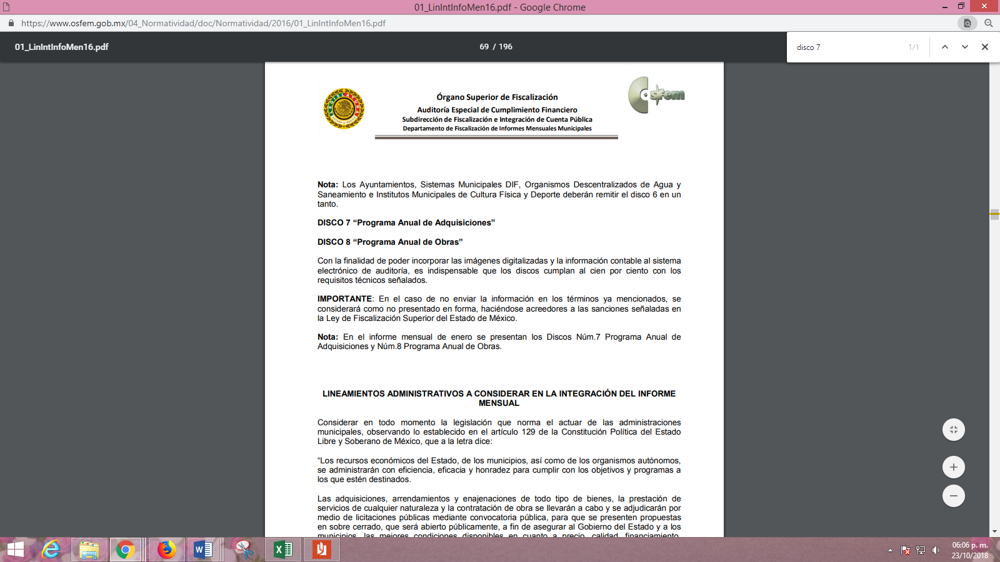 01_LinIntInfoMen16.pdf - Google Chrome
https://www.osfem.gob.mx/04_Normatividad/doc/Normatividad/2016/01_LinIntInfoMen16.pdf
01_LinIntInfoMen16.pdf
69 / 196
disco 7
1/1
LEGISLATURA
osfem
Órgano Superior de Fiscalización
Auditoría Especial de Cumplimiento Financiero
Subdirección de Fiscalización e Integración de Cuenta Pública
Departamento de Fiscalización de Informes Mensuales Municipales
Nota: Los Ayuntamientos, Sistemas Municipales DIF, Organismos Descentralizados de Agua y
Saneamiento e Institutos Municipales de Cultura Física y Deporte deberán remitir el disco 6 en un
tanto.
DISCO 7 “Programa Anual de Adquisiciones”
DISCO 8 “Programa Anual de Obras”
Con la finalidad de poder incorporar las imágenes digitalizadas y la información contable al sistema
electrónico de auditoría, es indispensable que los discos cumplan al cien por ciento con los
requisitos técnicos señalados.
IMPORTANTE: En el caso de no enviar la información en los términos ya mencionados, se
considerará como no presentado en forma, haciéndose acreedores a las sanciones señaladas en
la Ley de Fiscalización Superior del Estado de México.
Nota: En el informe mensual de enero se presentan los Discos Núm.7 Programa Anual de
Adquisiciones y Núm.8 Programa Anual de Obras.
LINEAMIENTOS ADMINISTRATIVOS A CONSIDERAR EN LA INTEGRACIÓN DEL INFORME
MENSUAL
Considerar en todo momento la legislación que norma el actuar de las administraciones
municipales, observando lo establecido en el artículo 129 de la Constitución Política del Estado
Libre y Soberano de México, que a la letra dice:
“Los recursos económicos del Estado, de los municipios, así como de los organismos autónomos,
se administrarán con eficiencia, eficacia y honradez para cumplir con los objetivos y programas a
los que estén destinados.
Las adquisiciones, arrendamientos y enajenaciones de todo tipo de bienes, la prestación de
servicios de cualquier naturaleza y la contratación de obra se llevarán a cabo y se adjudicarán por
medio de licitaciones públicas mediante convocatoria pública, para que se presenten propuestas
en sobre cerrado, que será abierto públicamente, a fin de asegurar al Gobierno del Estado y a los
municipios, las mejores condiciones disponibles en cuanto a precio, calidad, financiamiento,
06:06 p. m.
23/10/2018